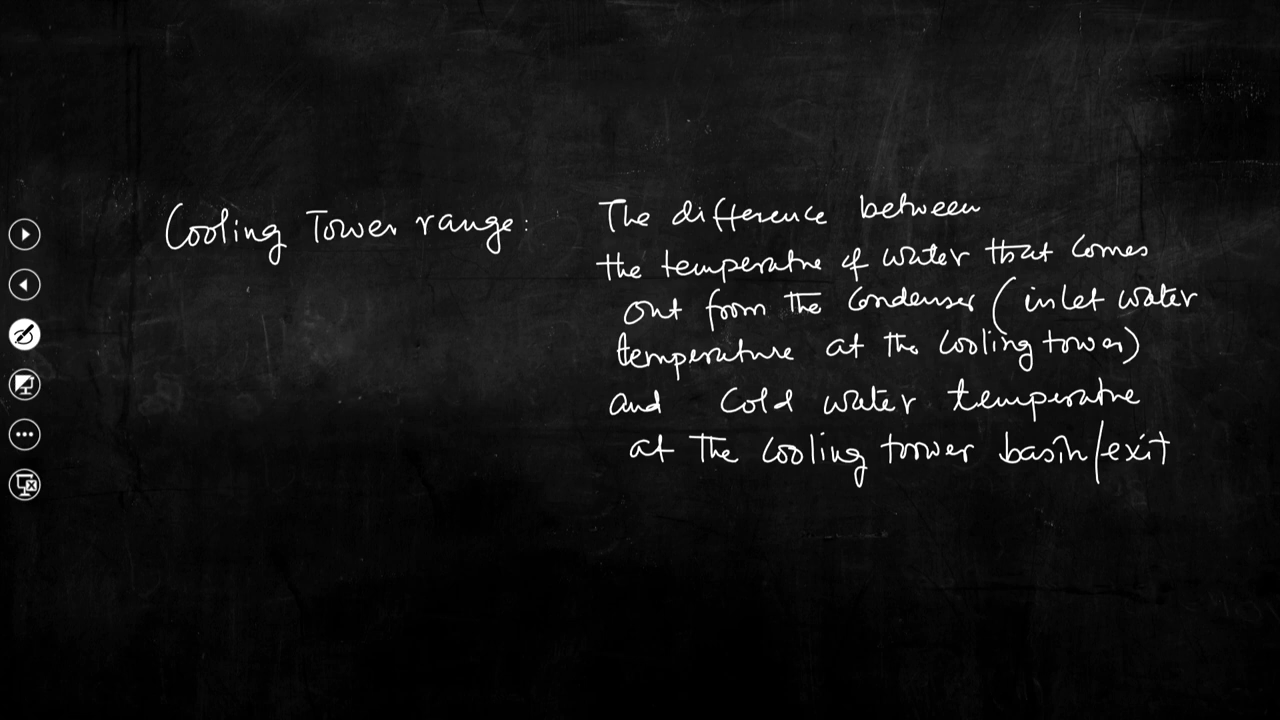 Cooling Tower range:
The difference between
the temperature of water that comes
out from the condenser (inlet water
temperature at the cooling tower)
and cold water temperature
at the cooling tower basin/exit